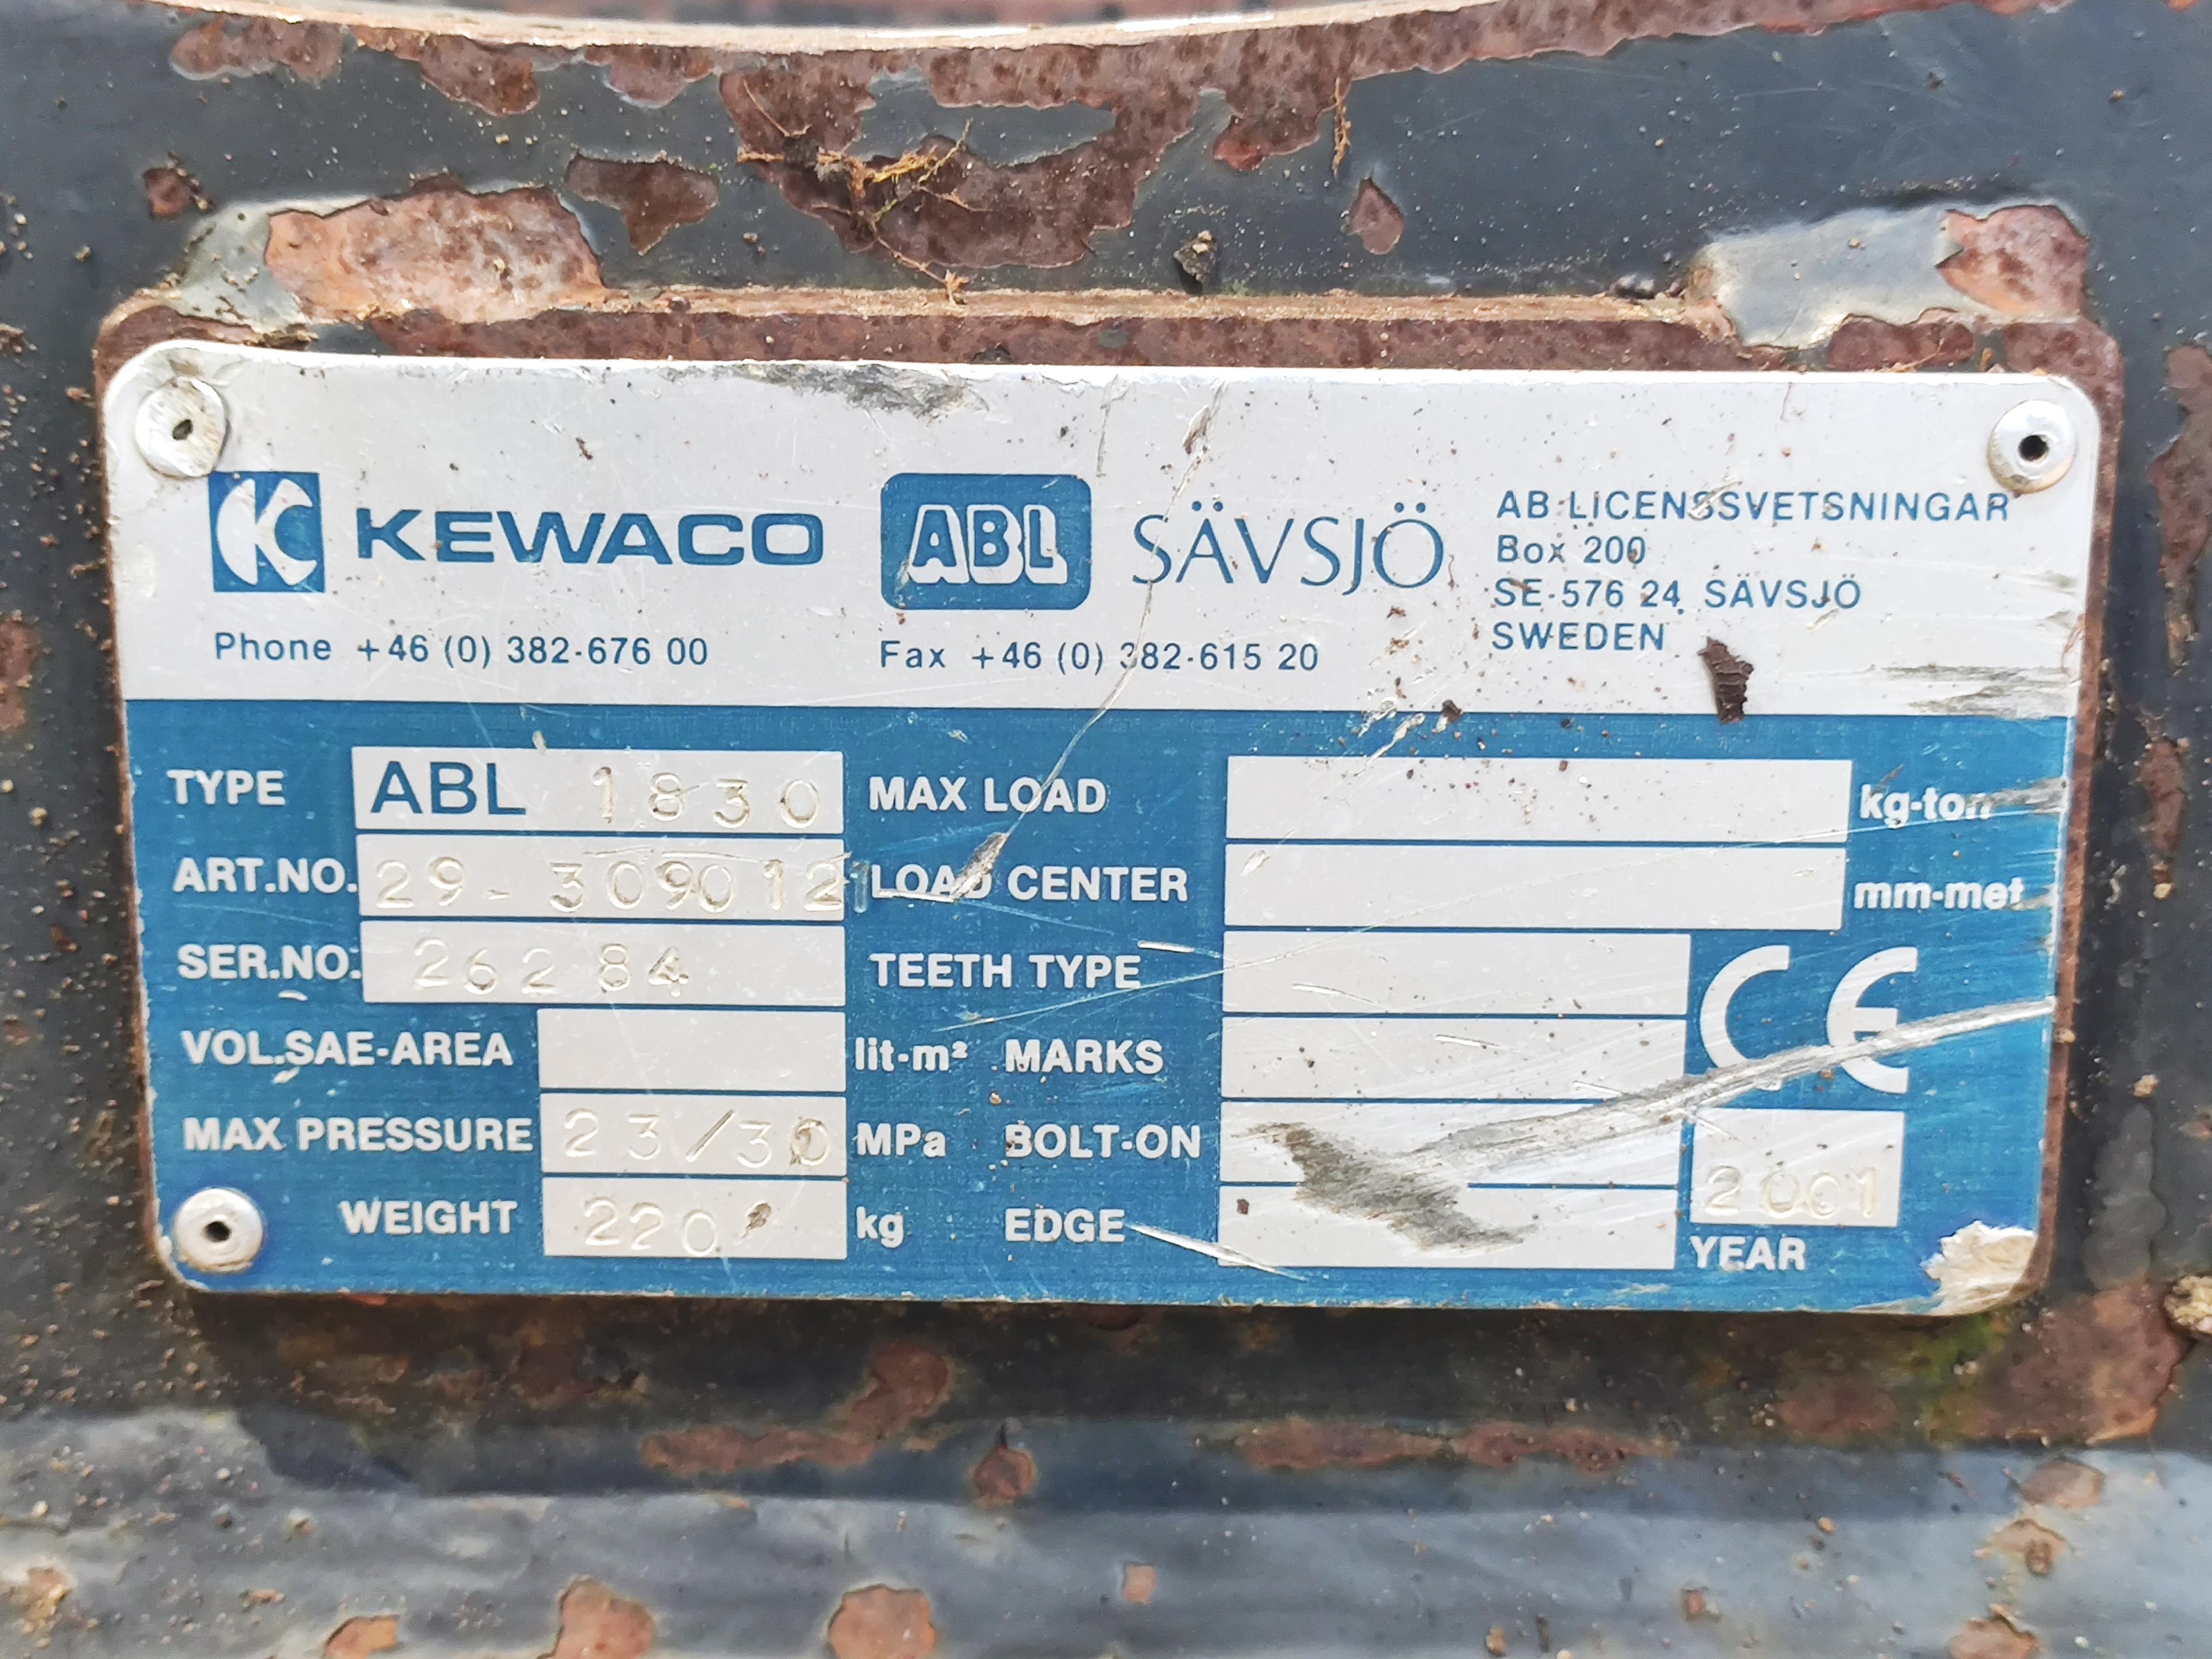 K KEWACO ABL SÄVSJÖ
AB LICENSSVETSNINGAR
Box 200
SE-576 24 SÄVSJÖ
SWEDEN
Phone +46 (0) 382-676 00 Fax +46 (0) 382-615 20
TYPE ABL 1830 MAX LOAD kg-ton
ART.NO. 29-3090121 LOAD CENTER mm-met
SER.NO. 26284 TEETH TYPE CE
VOL.SAE-AREA lit-m² MARKS
MAX PRESSURE 23/30 MPa BOLT-ON 2001
WEIGHT 220 kg EDGE YEAR